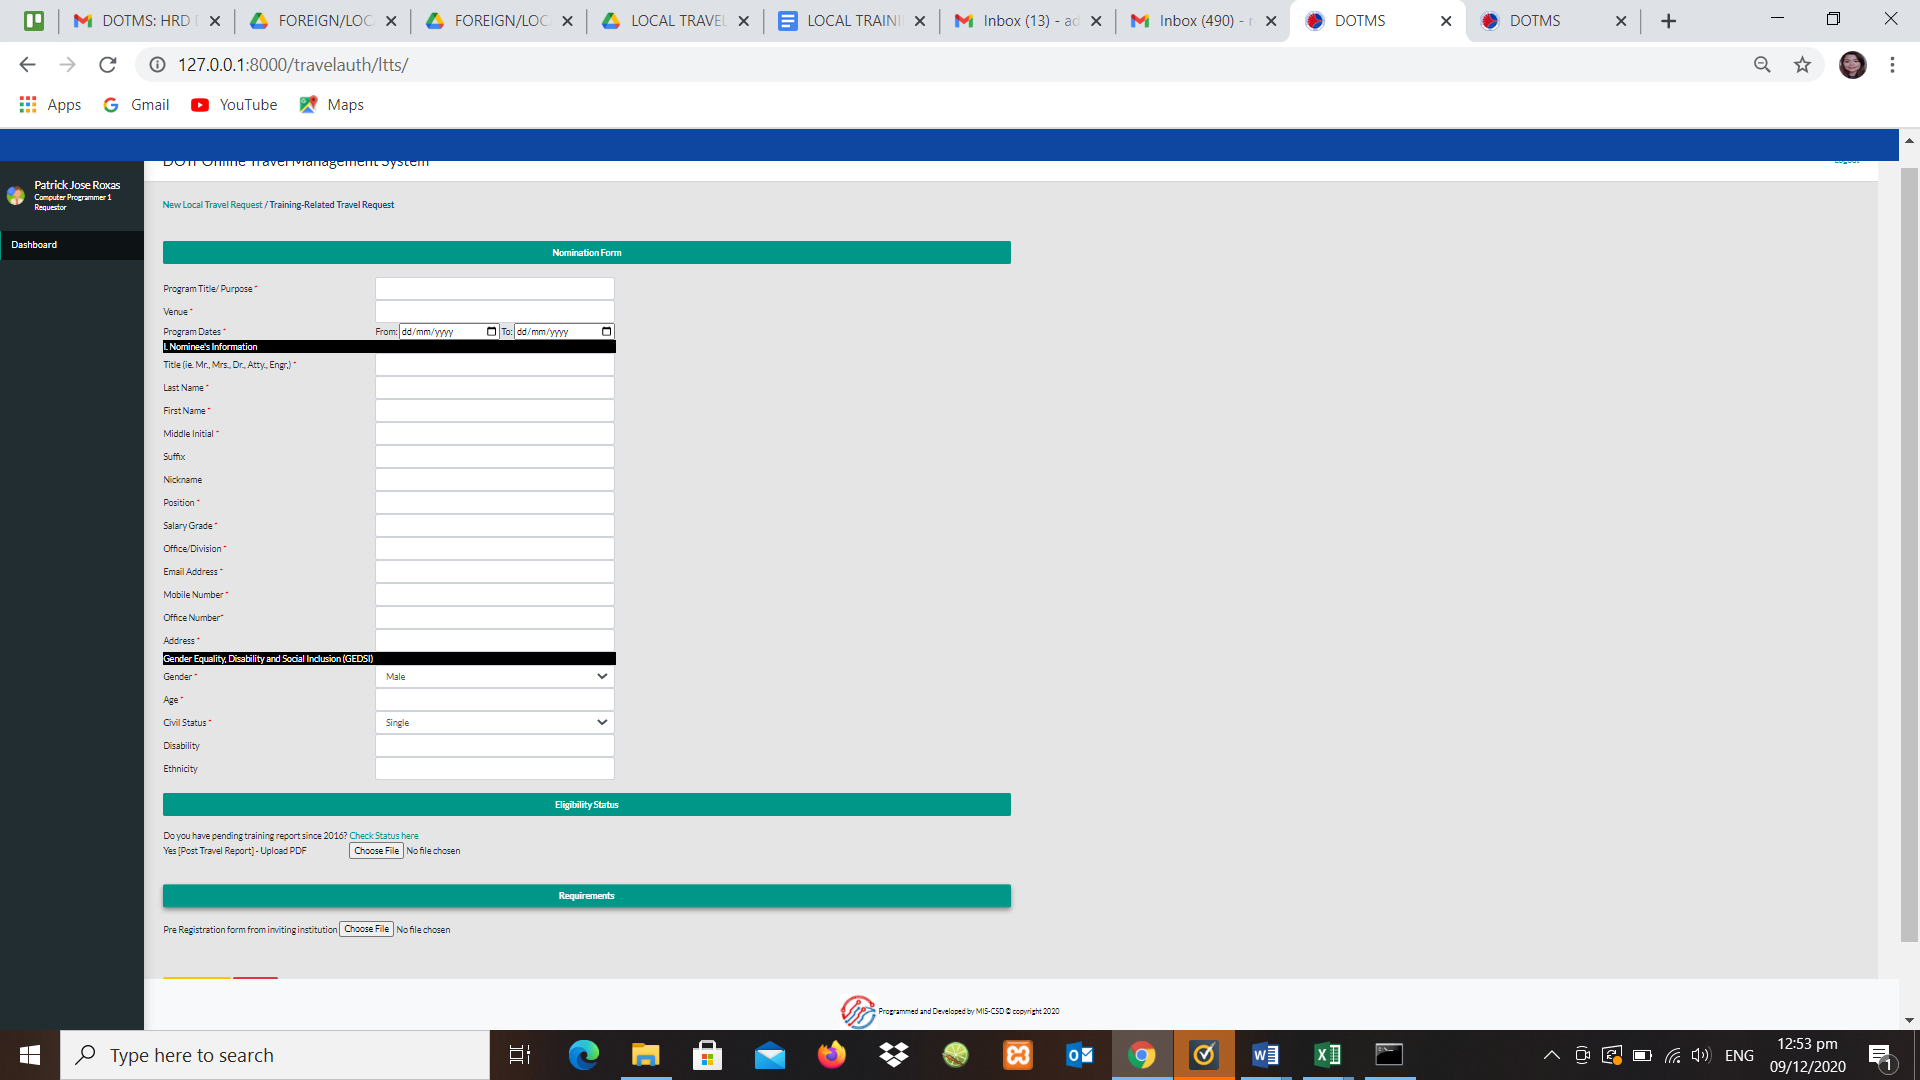 DOTMS: HRD
FOREIGN/LOC
FOREIGN/LOC
LOCAL TRAVEL
LOCAL TRAINI
Inbox (13) - ad
Inbox (490) - r
DOTMS
DOTMS
127.0.0.1:8000/travelauth/ltts/
Apps
Gmail
YouTube
Maps
DOTr Online Travel Management System
Logout
Patrick Jose Roxas
Computer Programmer 1
Requestor
Dashboard
New Local Travel Request / Training-Related Travel Request
Nomination Form
Program Title/ Purpose *
Venue *
Program Dates * From: dd/mm/yyyy To: dd/mm/yyyy
I. Nominee's Information
Title (ie. Mr., Mrs., Dr., Atty., Engr.,) *
Last Name *
First Name *
Middle Initial *
Suffix
Nickname
Position *
Salary Grade *
Office/Division *
Email Address *
Mobile Number *
Office Number*
Address *
Gender Equality, Disability and Social Inclusion (GEDSI)
Gender * Male
Age *
Civil Status * Single
Disability
Ethnicity
Eligibility Status
Do you have pending training report since 2016? Check Status here
Yes [Post Travel Report] - Upload PDF Choose File No file chosen
Requirements
Pre Registration form from inviting institution Choose File No file chosen
Programmed and Developed by MIS-CSD © copyright 2020
Type here to search
ENG
12:53 pm
09/12/2020
1